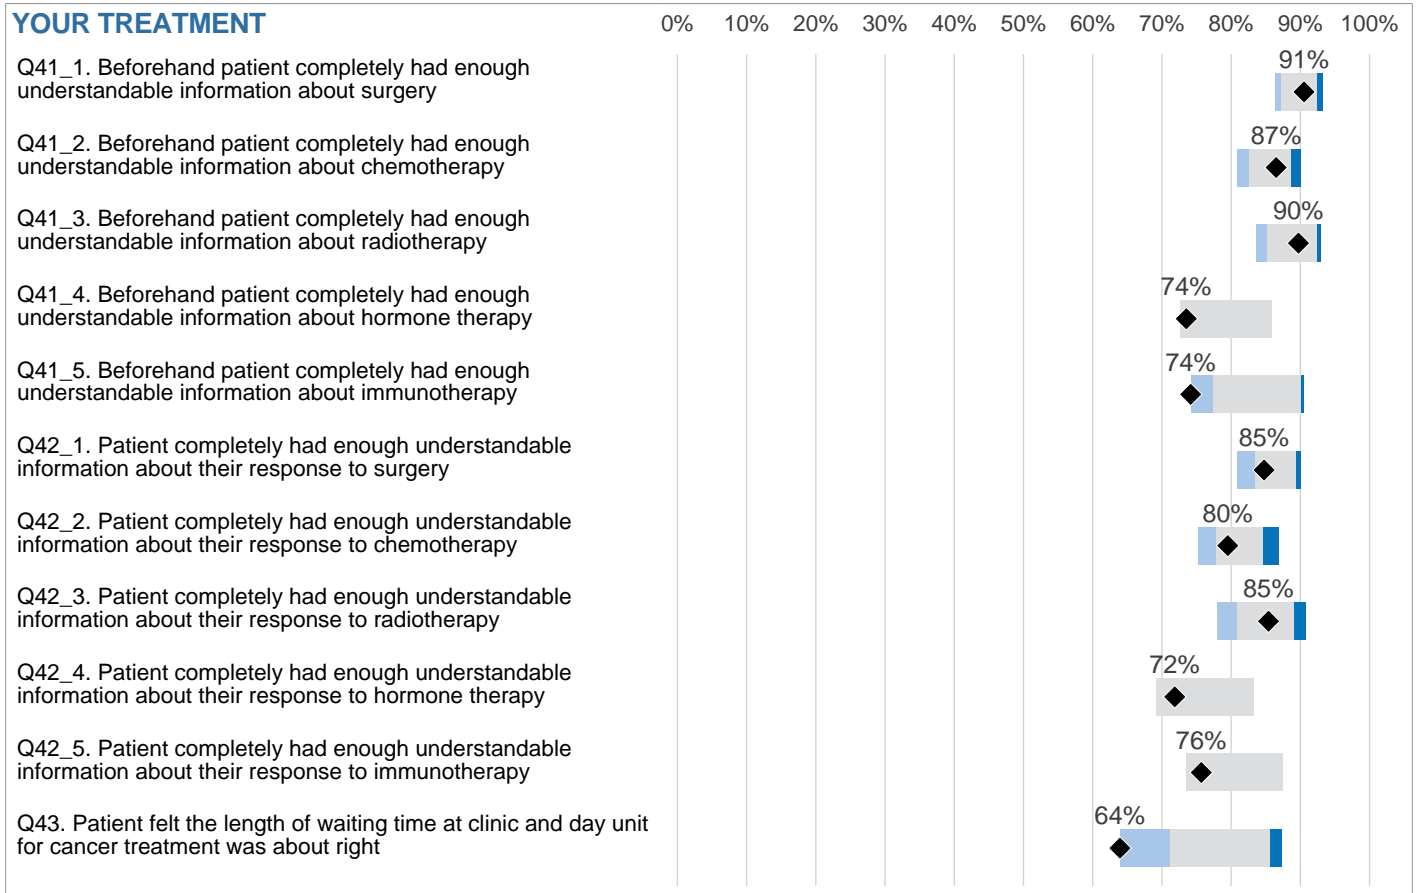 YOUR TREATMENT
0% 10% 20% 30% 40% 50% 60% 70% 80% 90% 100%
Q41_1. Beforehand patient completely had enough
understandable information about surgery
91%
Q41_2. Beforehand patient completely had enough
understandable information about chemotherapy
87%
Q41_3. Beforehand patient completely had enough
understandable information about radiotherapy
90%
Q41_4. Beforehand patient completely had enough
understandable information about hormone therapy
74%
Q41_5. Beforehand patient completely had enough
understandable information about immunotherapy
74%
Q42_1. Patient completely had enough understandable
information about their response to surgery
85%
Q42_2. Patient completely had enough understandable
information about their response to chemotherapy
80%
Q42_3. Patient completely had enough understandable
information about their response to radiotherapy
85%
Q42_4. Patient completely had enough understandable
information about their response to hormone therapy
72%
Q42_5. Patient completely had enough understandable
information about their response to immunotherapy
76%
Q43. Patient felt the length of waiting time at clinic and day unit
for cancer treatment was about right
64%